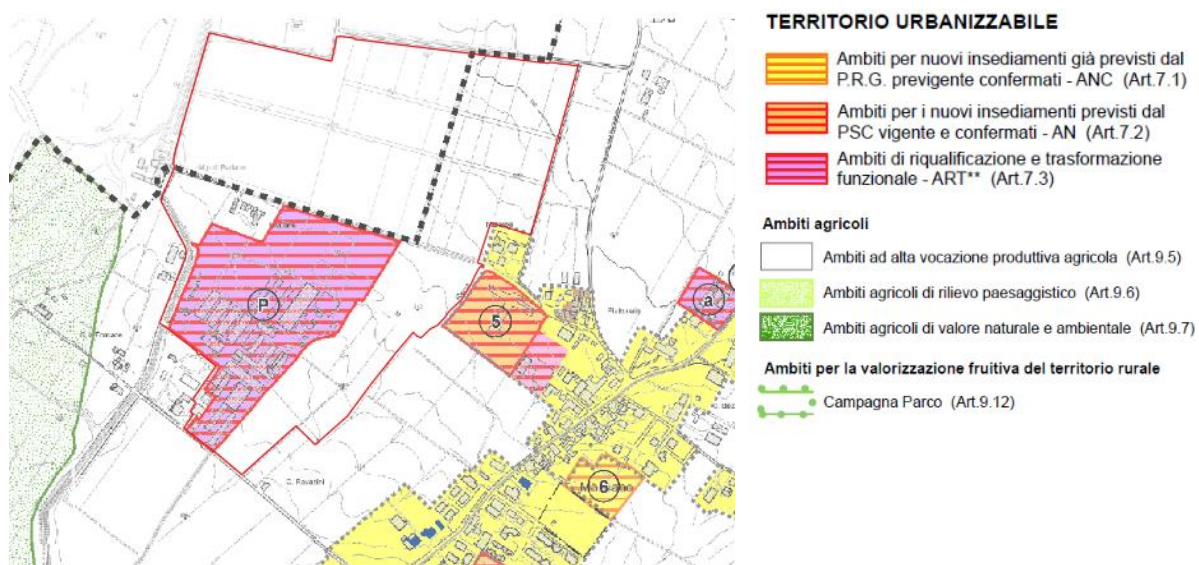 TERRITORIO URBANIZZABILE
Ambiti per nuovi insediamenti già previsti dal
P.R.G. previgente confermati - ANC (Art.7.1)
Ambiti per i nuovi insediamenti previsti dal
PSC vigente e confermati - AN (Art.7.2)
Ambiti di riqualificazione e trasformazione
funzionale - ART** (Art.7.3)
Ambiti agricoli
Ambiti ad alta vocazione produttiva agricola (Art.9.5)
Ambiti agricoli di rilievo paesaggistico (Art.9.6)
Ambiti agricoli di valore naturale e ambientale (Art.9.7)
Ambiti per la valorizzazione fruitiva del territorio rurale
Campagna Parco (Art.9.12)
P
5
a
6
C. Ravarini